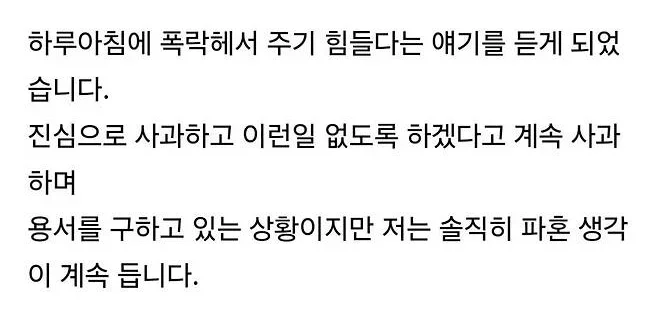 하루아침에 폭락헤서 주기 힘들다는 얘기를 듣게 되었
습니다.
진심으로 사과하고 이런일 없도록 하겠다고 계속 사과
하며
용서를 구하고 있는 상황이지만 저는 솔직히 파혼 생각
이 계속 듭니다.